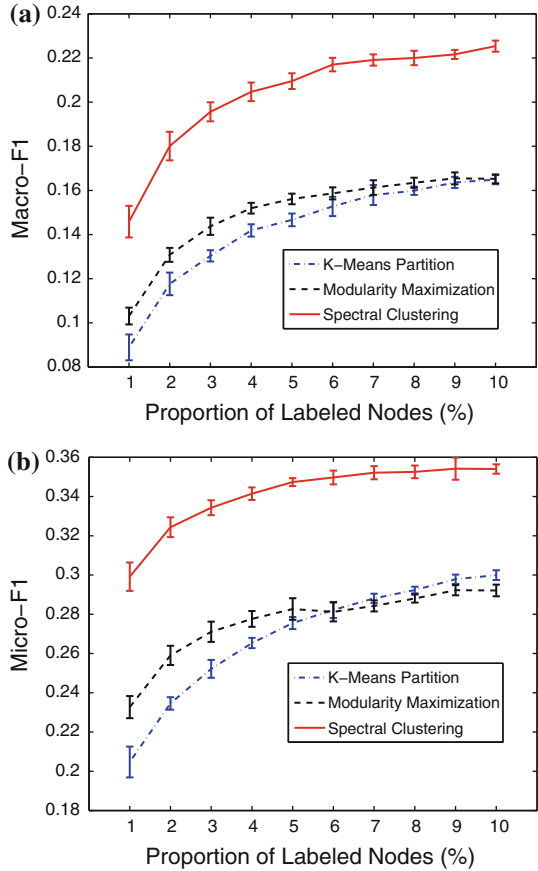 (a)
0.24
0.22
0.2
0.18
0.16
0.14
0.12
0.1
0.08
Macro−F1
K−Means Partition
Modularity Maximization
Spectral Clustering
1 2 3 4 5 6 7 8 9 10
Proportion of Labeled Nodes (%)
(b)
0.36
0.34
0.32
0.3
0.28
0.26
0.24
0.22
0.2
0.18
Micro−F1
K−Means Partition
Modularity Maximization
Spectral Clustering
1 2 3 4 5 6 7 8 9 10
Proportion of Labeled Nodes (%)